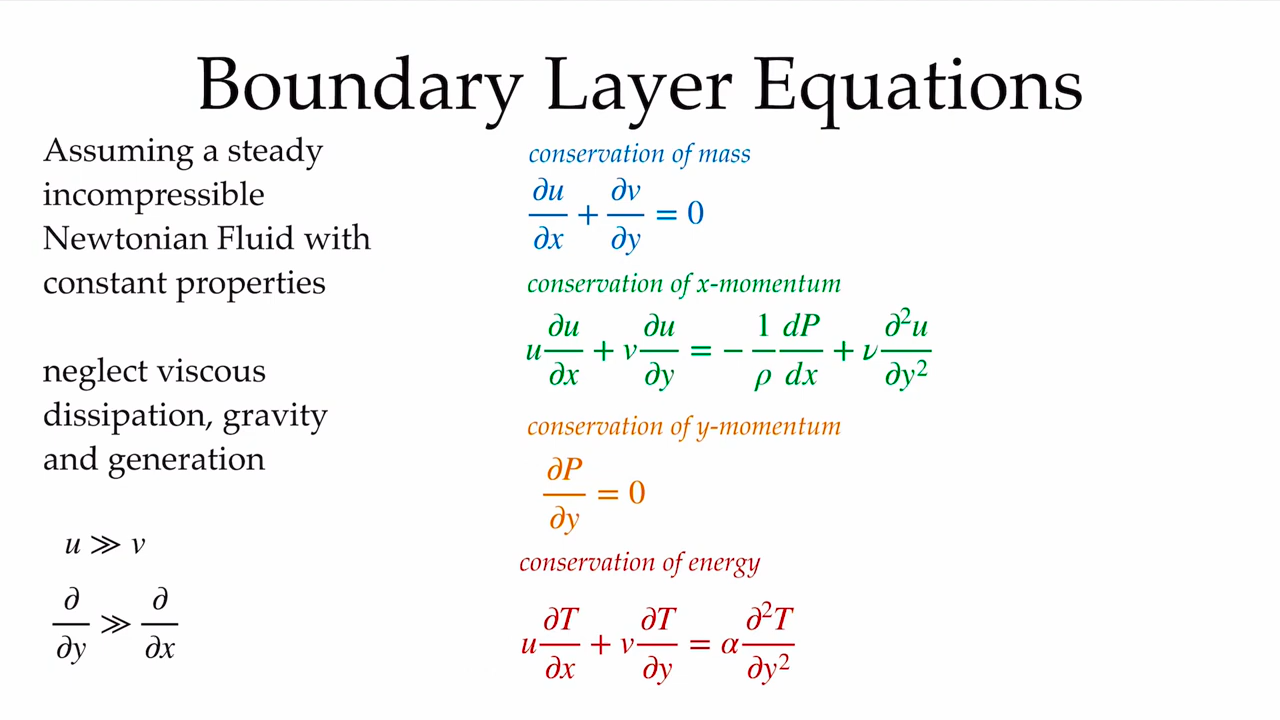 Boundary Layer Equations
Assuming a steady
incompressible
Newtonian Fluid with
constant properties
neglect viscous
dissipation, gravity
and generation
u ≫ v
∂/∂y ≫ ∂/∂x
conservation of mass
∂u/∂x + ∂v/∂y = 0
conservation of x-momentum
u ∂u/∂x + v ∂u/∂y = − 1/ρ dP/dx + ν ∂²u/∂y²
conservation of y-momentum
∂P/∂y = 0
conservation of energy
u ∂T/∂x + v ∂T/∂y = α ∂²T/∂y²